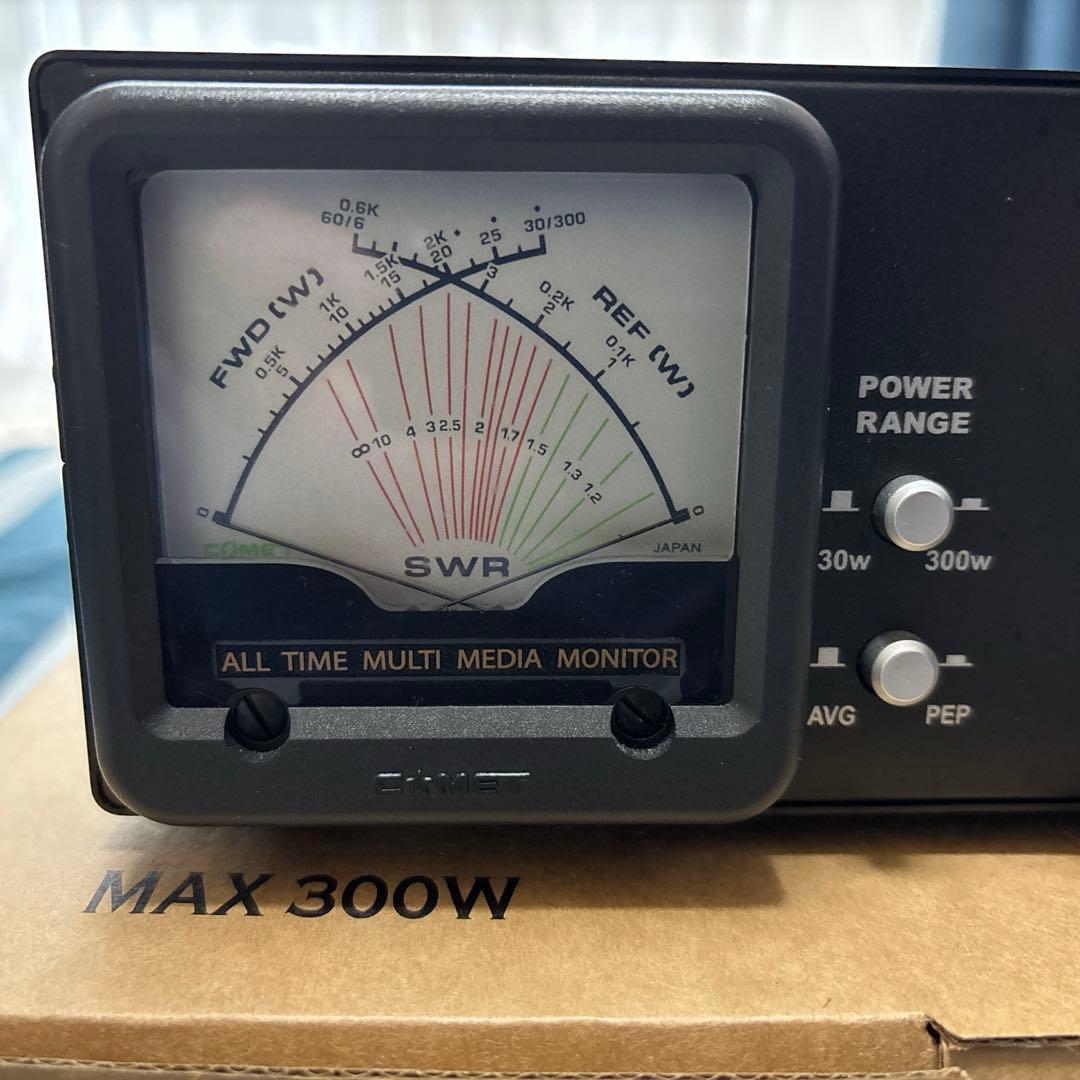 0.6K
60/6
2K
20
25
30/300
1.5K
15
3
0.2K
2
1K
10
0.1K
1
0.5K
5
FWD (W)
REF (W)
∞ 10 4 3 2.5 2 1.7 1.5 1.3 1.2
0
0
COMET
JAPAN
SWR
ALL TIME MULTI MEDIA MONITOR
COMET
POWER
RANGE
30w 300w
AVG PEP
MAX 300W